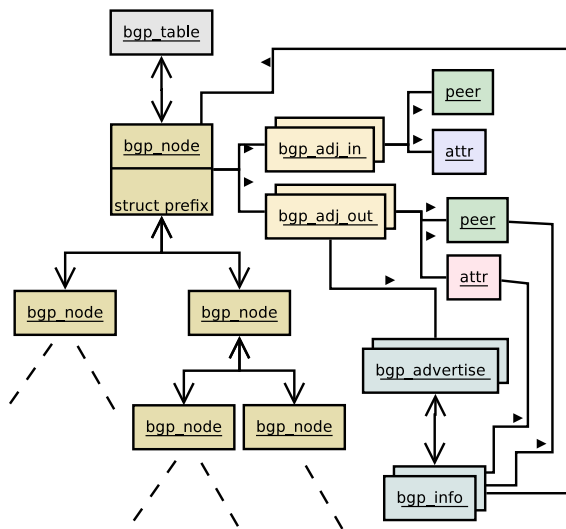 bgp_table
peer
bgp_node
bgp_adj_in
attr
struct prefix
bgp_adj_out
peer
attr
bgp_node
bgp_node
bgp_advertise
bgp_node
bgp_node
bgp_info